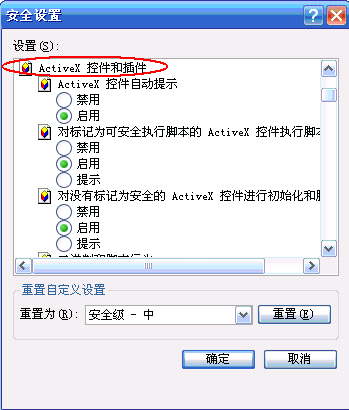 安全设置
设置(S):
ActiveX 控件和插件
ActiveX 控件自动提示
禁用
启用
对标记为可安全执行脚本的 ActiveX 控件执行脚本
禁用
启用
提示
对没有标记为安全的 ActiveX 控件进行初始化和脚
禁用
启用
提示
重置自定义设置
重置为(R): 安全级 - 中 重置(E)
确定 取消